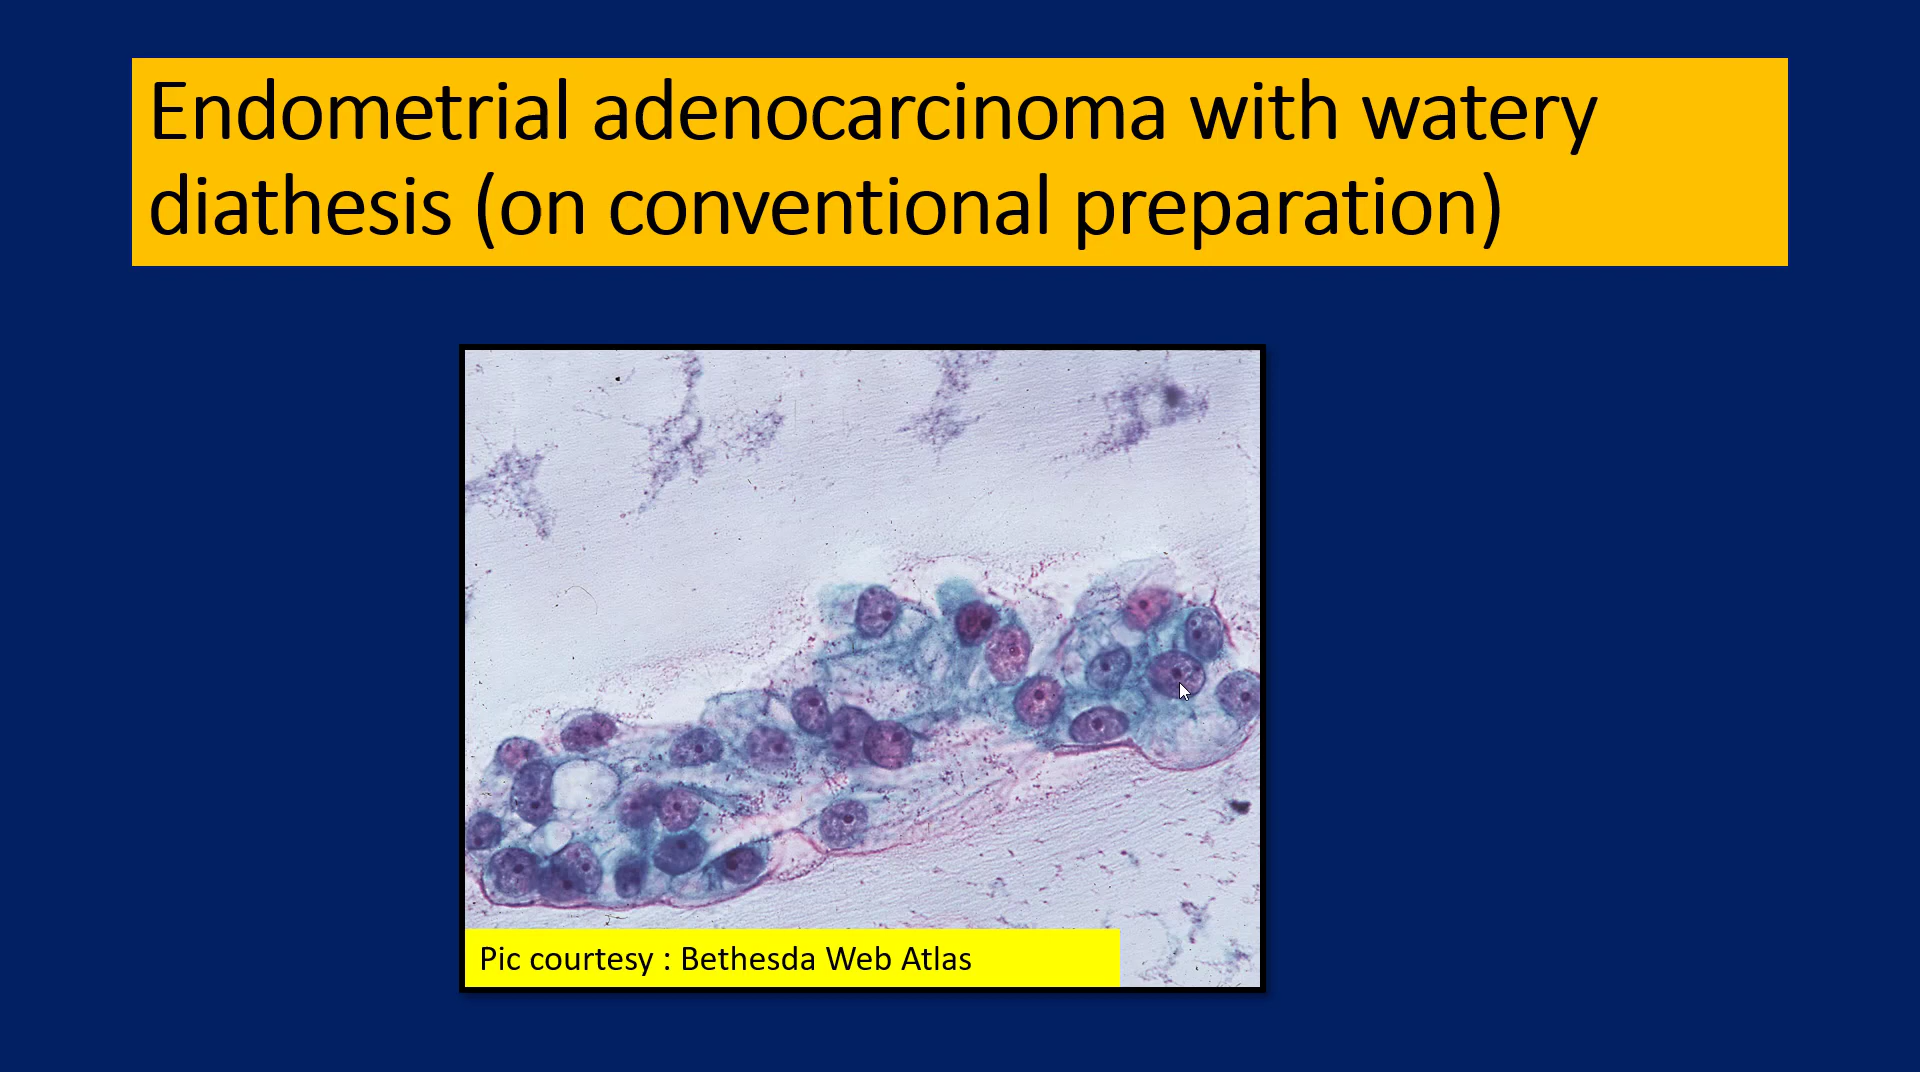 Endometrial adenocarcinoma with watery
diathesis (on conventional preparation)
Pic courtesy : Bethesda Web Atlas